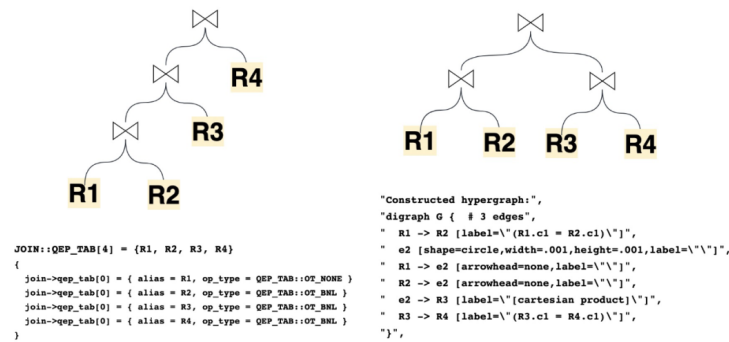 R4
R3
R1 R2
JOIN::QEP_TAB[4] = {R1, R2, R3, R4}
{
join->qep_tab[0] = { alias = R1, op_type = QEP_TAB::OT_NONE }
join->qep_tab[0] = { alias = R2, op_type = QEP_TAB::OT_BNL }
join->qep_tab[0] = { alias = R3, op_type = QEP_TAB::OT_BNL }
join->qep_tab[0] = { alias = R4, op_type = QEP_TAB::OT_BNL }
}
R1 R2 R3 R4
"Constructed hypergraph:",
"digraph G {  # 3 edges",
"  R1 -> R2 [label=\"(R1.c1 = R2.c1)\"]",
"  e2 [shape=circle,width=.001,height=.001,label=\"\"]",
"  R1 -> e2 [arrowhead=none,label=\"\"]",
"  R2 -> e2 [arrowhead=none,label=\"\"]",
"  e2 -> R3 [label=\"[cartesian product]\"]",
"  R3 -> R4 [label=\"(R3.c1 = R4.c1)\"]",
"}",